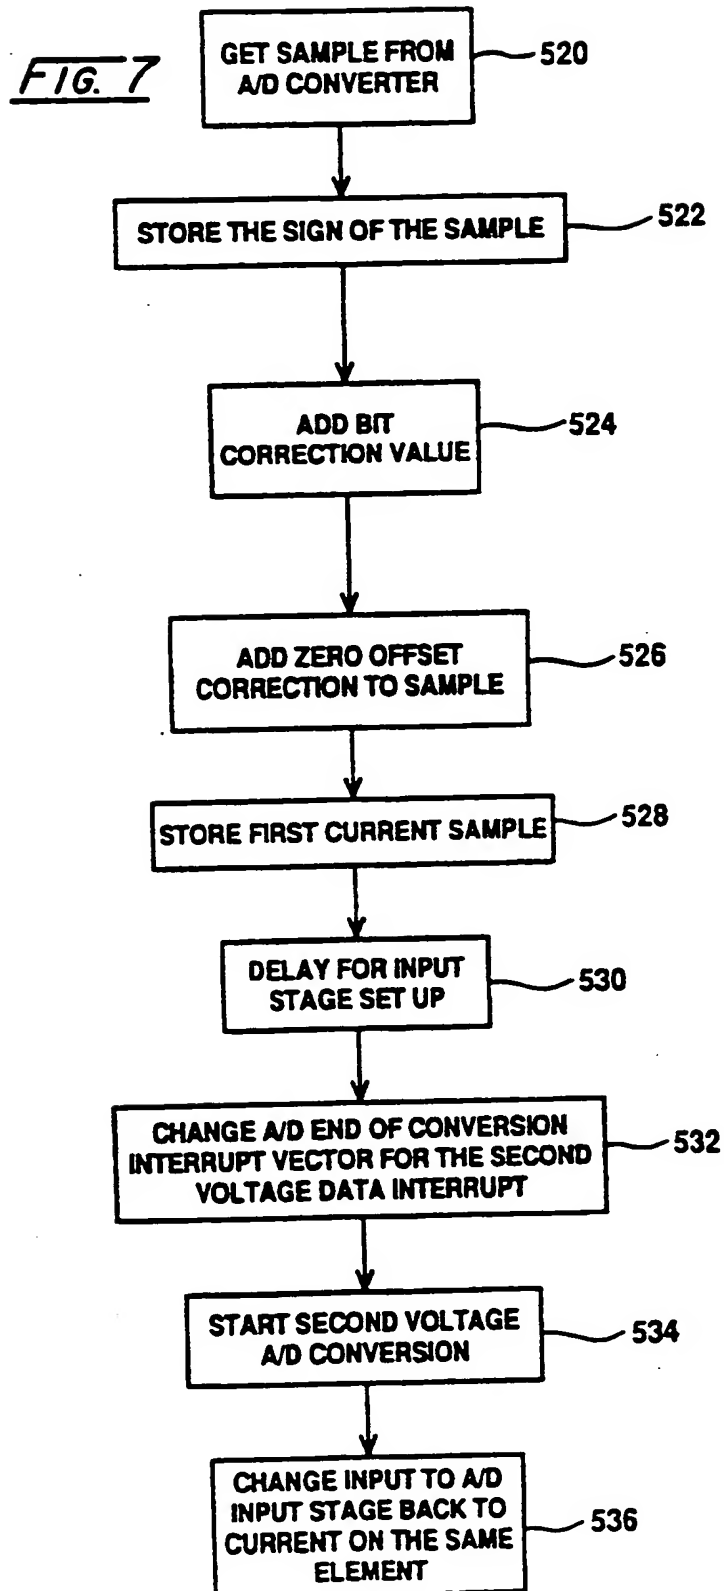 FIG. 7
GET SAMPLE FROM
A/D CONVERTER
520
STORE THE SIGN OF THE SAMPLE
522
ADD BIT
CORRECTION VALUE
524
ADD ZERO OFFSET
CORRECTION TO SAMPLE
526
STORE FIRST CURRENT SAMPLE
528
DELAY FOR INPUT
STAGE SET UP
530
CHANGE A/D END OF CONVERSION
INTERRUPT VECTOR FOR THE SECOND
VOLTAGE DATA INTERRUPT
532
START SECOND VOLTAGE
A/D CONVERSION
534
CHANGE INPUT TO A/D
INPUT STAGE BACK TO
CURRENT ON THE SAME
ELEMENT
536